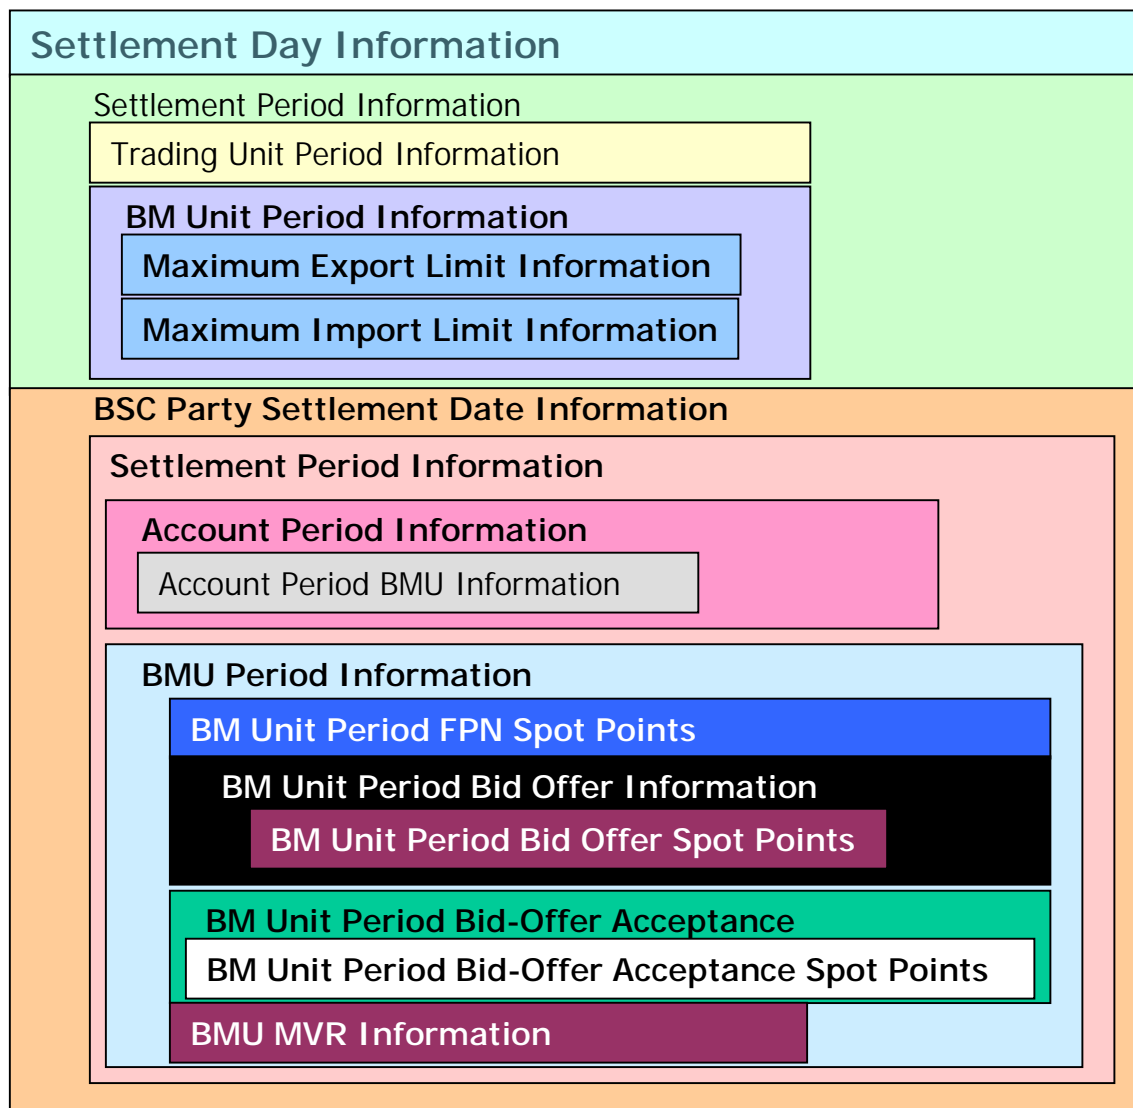 Settlement Day Information
Settlement Period Information
Trading Unit Period Information
BM Unit Period Information
Maximum Export Limit Information
Maximum Import Limit Information
BSC Party Settlement Date Information
Settlement Period Information
Account Period Information
Account Period BMU Information
BMU Period Information
BM Unit Period FPN Spot Points
BM Unit Period Bid Offer Information
BM Unit Period Bid Offer Spot Points
BM Unit Period Bid-Offer Acceptance
BM Unit Period Bid-Offer Acceptance Spot Points
BMU MVR Information